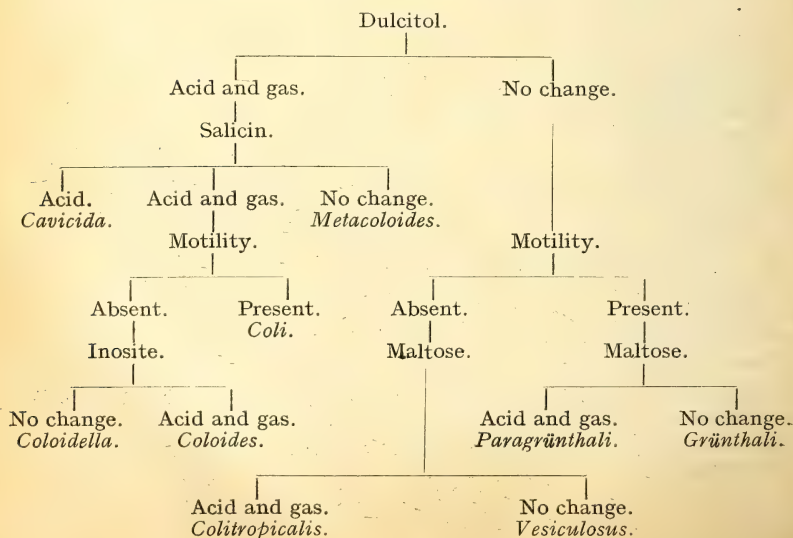 Dulcitol.
Acid and gas. No change.
Salicin.
Acid. Acid and gas. No change.
Cavicida. Metacoloides.
Motility. Motility.
Absent. Present. Absent. Present.
Coli.
Inosite. Maltose. Maltose.
No change. Acid and gas. Acid and gas. No change.
Coloidella. Coloides. Paragrünthali. Grünthali.
Acid and gas. No change.
Colitropicalis. Vesiculosus.